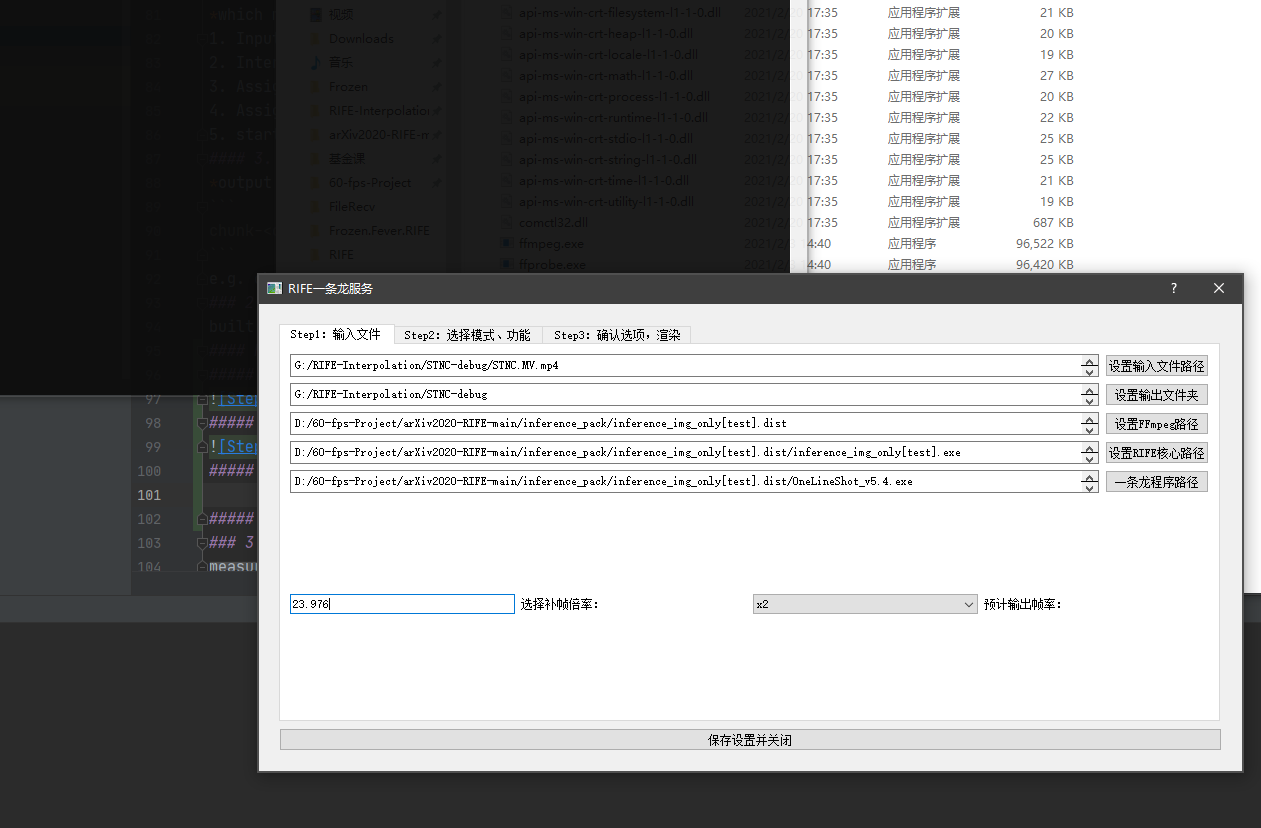 *which
视频
api-ms-win-crt-filesystem-l1-1-0.dll 2021/2/20 17:35 应用程序扩展 21 KB
1. Inpu
Downloads
api-ms-win-crt-heap-l1-1-0.dll 2021/2/20 17:35 应用程序扩展 20 KB
2. Inte
音乐
api-ms-win-crt-locale-l1-1-0.dll 2021/2/20 17:35 应用程序扩展 19 KB
3. Assi
Frozen
api-ms-win-crt-math-l1-1-0.dll 2021/2/20 17:35 应用程序扩展 27 KB
4. Assi
RIFE-Interpolation
api-ms-win-crt-process-l1-1-0.dll 2021/2/20 17:35 应用程序扩展 20 KB
5. star
arXiv2020-RIFE-m
api-ms-win-crt-runtime-l1-1-0.dll 2021/2/20 17:35 应用程序扩展 22 KB
#### 3.
基金课
api-ms-win-crt-stdio-l1-1-0.dll 2021/2/20 17:35 应用程序扩展 25 KB
*output
60-fps-Project
api-ms-win-crt-string-l1-1-0.dll 2021/2/20 17:35 应用程序扩展 25 KB
FileRecv
api-ms-win-crt-time-l1-1-0.dll 2021/2/20 17:35 应用程序扩展 21 KB
chunk-<
Frozen.Fever.RIFE
api-ms-win-crt-utility-l1-1-0.dll 2021/2/20 17:35 应用程序扩展 19 KB
RIFE
comctl32.dll 2021/2/20 17:35 应用程序扩展 687 KB
ffmpeg.exe 4:40 应用程序 96,522 KB
ffprobe.exe 4:40 应用程序 96,420 KB
e.g.
built
97 ![Step
98 #####
99 ![Step
100 #####
101
102 #####
103 ### 3
104 measu
RIFE一条龙服务 ?
Step1: 输入文件 Step2: 选择模式、功能 Step3: 确认选项，渲染
G:/RIFE-Interpolation/STNC-debug/STNC.MV.mp4 设置输入文件路径
G:/RIFE-Interpolation/STNC-debug 设置输出文件夹
D:/60-fps-Project/arXiv2020-RIFE-main/inference_pack/inference_img_only[test].dist 设置FFmpeg路径
D:/60-fps-Project/arXiv2020-RIFE-main/inference_pack/inference_img_only[test].dist/inference_img_only[test].exe 设置RIFE核心路径
D:/60-fps-Project/arXiv2020-RIFE-main/inference_pack/inference_img_only[test].dist/OneLineShot_v5.4.exe 一条龙程序路径
23.976 选择补帧倍率: x2 预计输出帧率:
保存设置并关闭